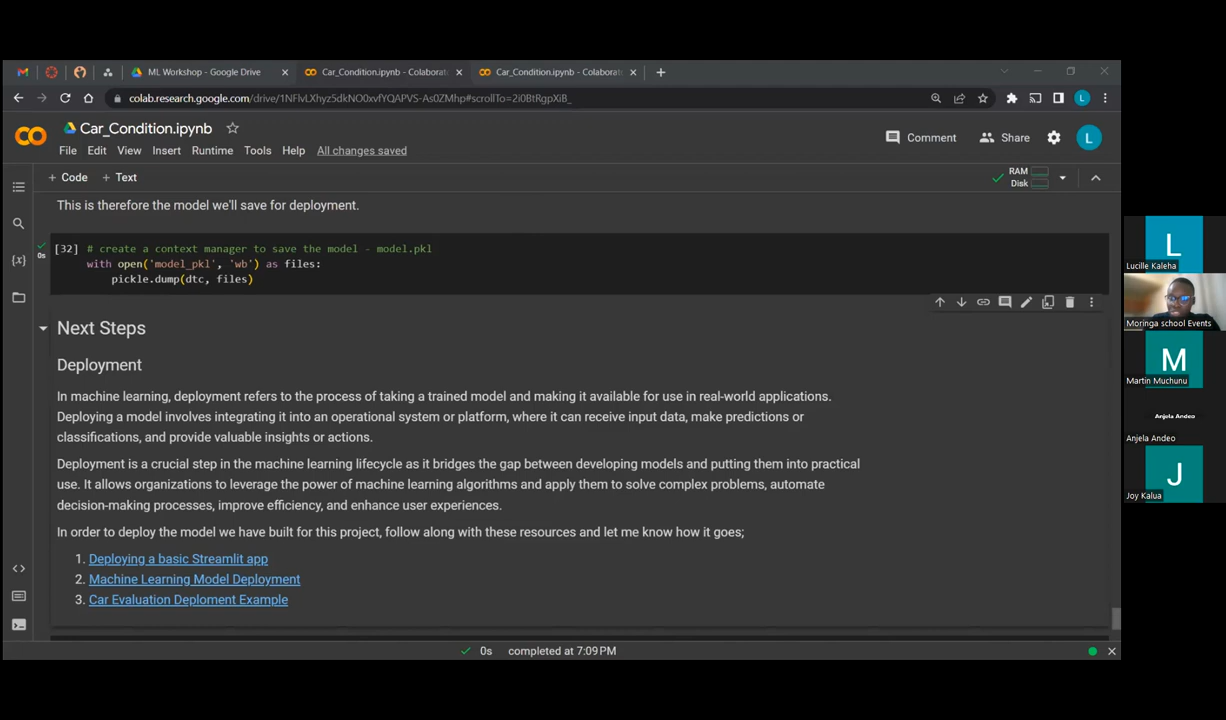 ML Workshop - Google Drive
Car_Condition.ipynb - Colaborat
Car_Condition.ipynb - Colaborat
colab.research.google.com/drive/1NFlvLXhyz5dkNO0xvfYQAPVS-As0ZMhp#scrollTo=2i0BtRgpXiB_
L
Car_Condition.ipynb
Comment
Share
L
File Edit View Insert Runtime Tools Help All changes saved
+ Code + Text
RAM
Disk
This is therefore the model we'll save for deployment.
[32] # create a context manager to save the model - model.pkl
0s
with open('model_pkl', 'wb') as files:
pickle.dump(dtc, files)
{x}
Next Steps
Deployment
In machine learning, deployment refers to the process of taking a trained model and making it available for use in real-world applications.
Deploying a model involves integrating it into an operational system or platform, where it can receive input data, make predictions or
classifications, and provide valuable insights or actions.
Deployment is a crucial step in the machine learning lifecycle as it bridges the gap between developing models and putting them into practical
use. It allows organizations to leverage the power of machine learning algorithms and apply them to solve complex problems, automate
decision-making processes, improve efficiency, and enhance user experiences.
In order to deploy the model we have built for this project, follow along with these resources and let me know how it goes;
1. Deploying a basic Streamlit app
2. Machine Learning Model Deployment
3. Car Evaluation Deploment Example
0s completed at 7:09 PM
L
Lucille Kaleha
Moringa school Events
M
Martin Muchunu
Anjela Andeo
Anjela Andeo
J
Joy Kalua